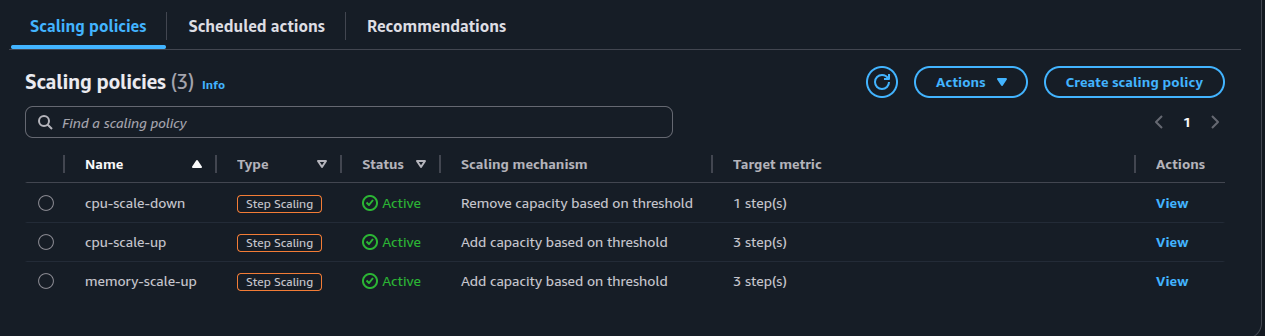 Scaling policies Scheduled actions Recommendations
Scaling policies (3) Info Actions Create scaling policy
Find a scaling policy 1
Name Type Status Scaling mechanism Target metric Actions
cpu-scale-down Step Scaling Active Remove capacity based on threshold 1 step(s) View
cpu-scale-up Step Scaling Active Add capacity based on threshold 3 step(s) View
memory-scale-up Step Scaling Active Add capacity based on threshold 3 step(s) View